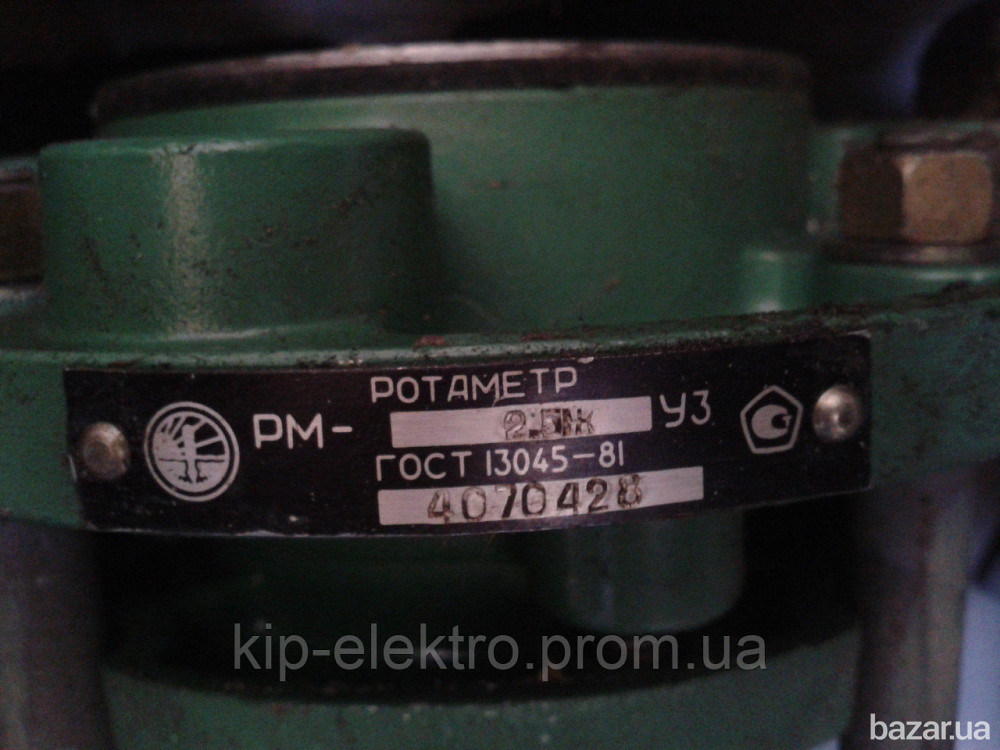 РОТАМЕТР
РМ- 2.5Ж УЗ
ГОСТ 13045-81
4070428
kip-elektro.prom.ua
bazar.ua